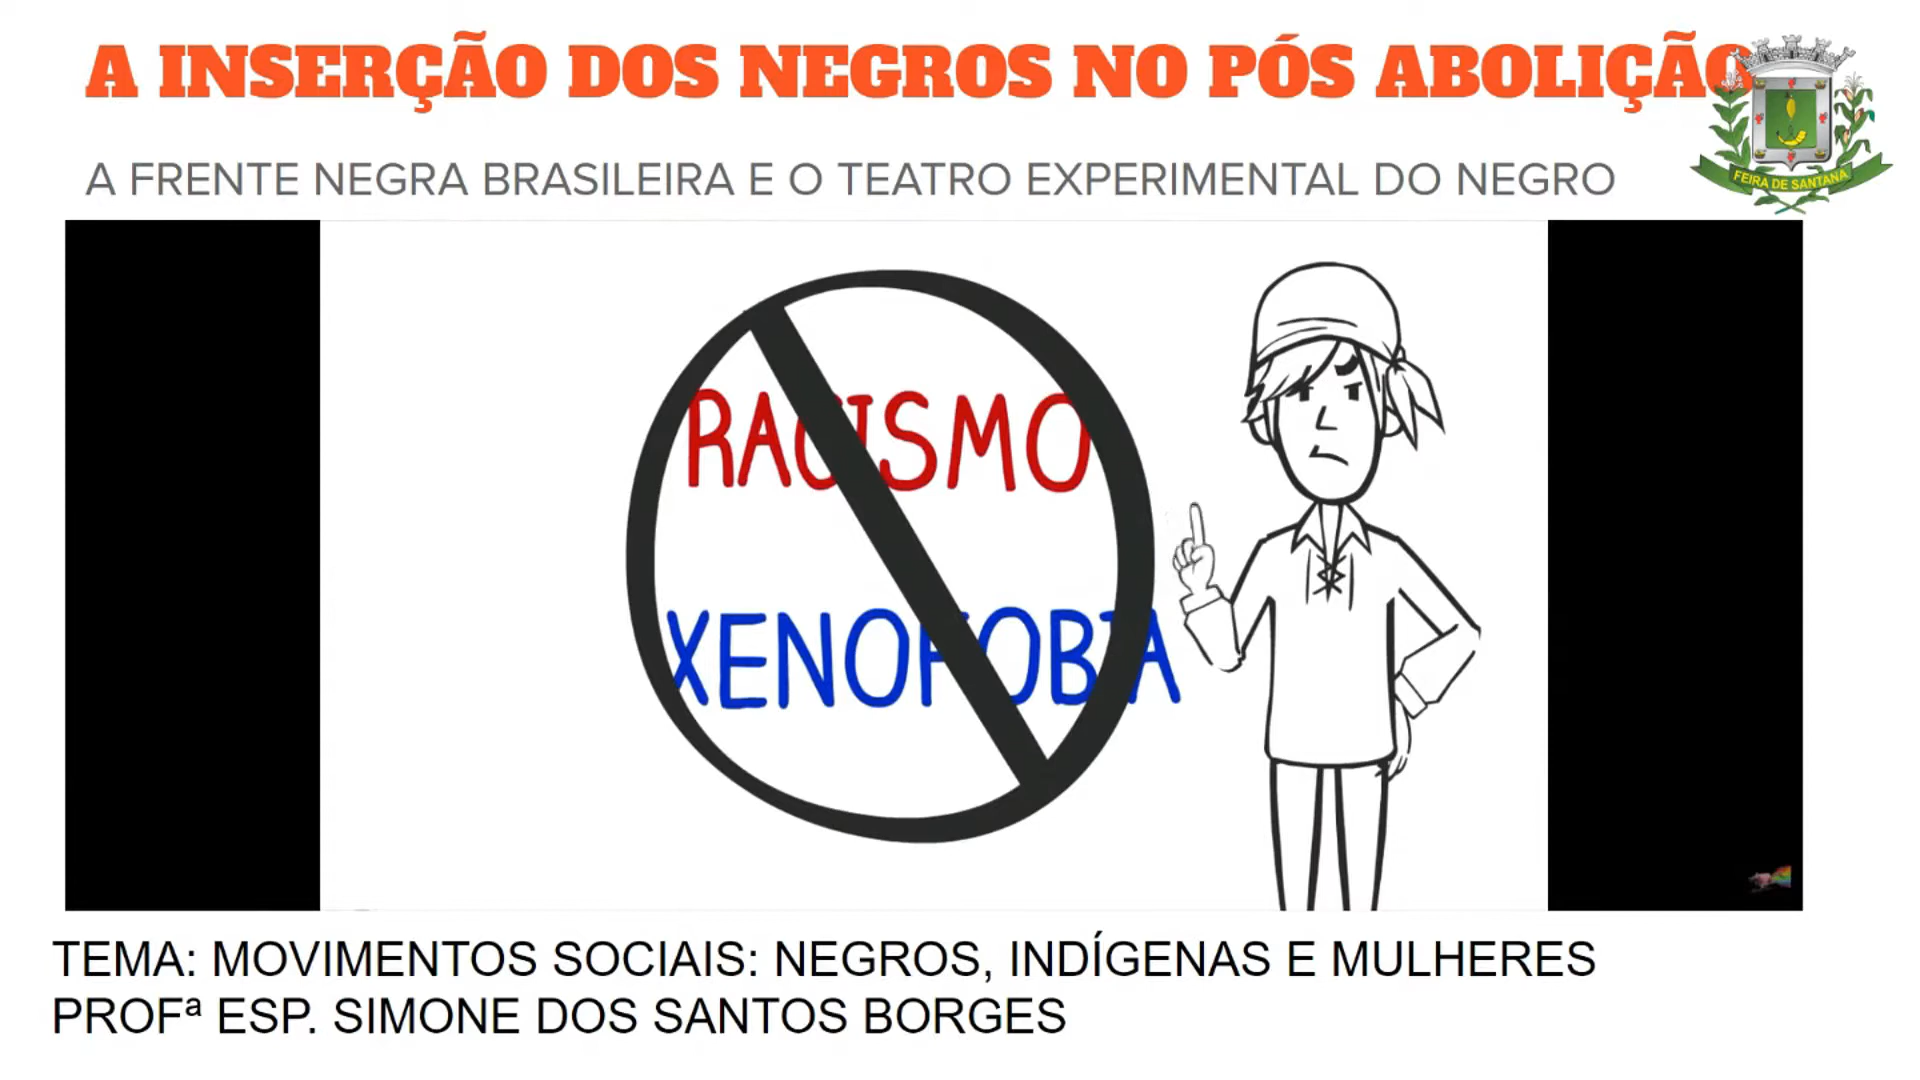 A INSERÇÃO DOS NEGROS NO PÓS ABOLIÇÃO
FEIRA DE SANTANA
A FRENTE NEGRA BRASILEIRA E O TEATRO EXPERIMENTAL DO NEGRO
RACISMO
XENOFOBIA
TEMA: MOVIMENTOS SOCIAIS: NEGROS, INDÍGENAS E MULHERES
PROFª ESP. SIMONE DOS SANTOS BORGES